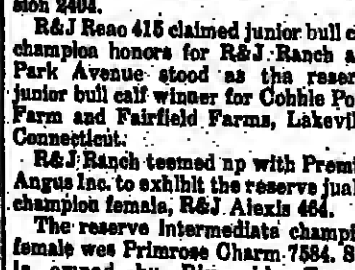 sion 2404.
R&J Reao 415 claimed junior bull c
champion honors for R&J Ranch a
Park Avenue stood as the reser
junior bull calf winner for Cobble Po
Farm and Fairfield Farms, Lakevil
Connecticut.
R&J Ranch teemed up with Prem
Angus Inc. to exhibit the reserve jun
champion female, R&J Alexis 464.
The reserve intermediate champi
female was Primrose Charm 7584. S